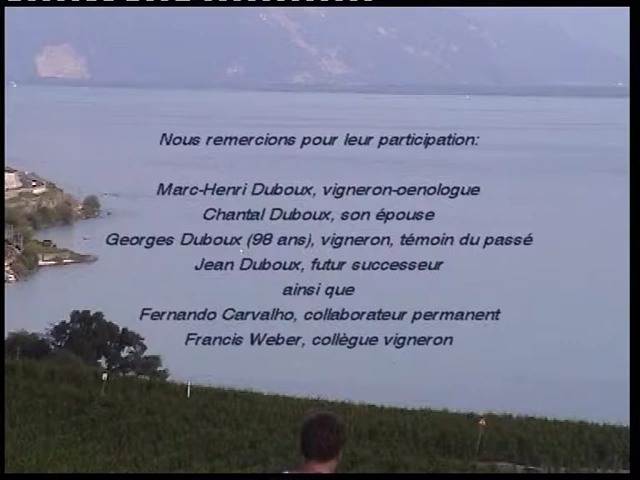 Nous remercions pour leur participation:
Marc-Henri Duboux, vigneron-oenologue
Chantal Duboux, son épouse
Georges Duboux (98 ans), vigneron, témoin du passé
Jean Duboux, futur successeur
ainsi que
Fernando Carvalho, collaborateur permanent
Francis Weber, collègue vigneron